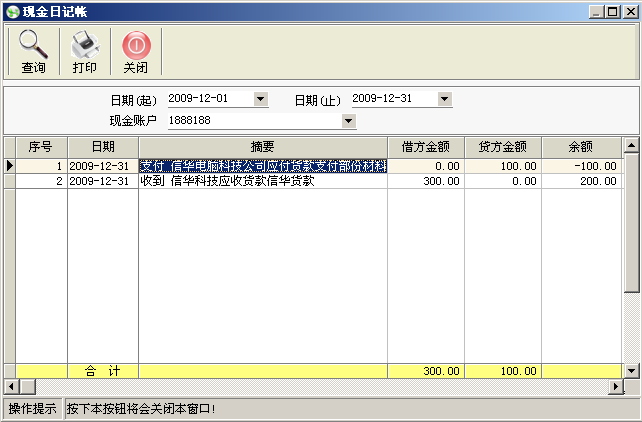 现金日记帐
查询 打印 关闭
日期(起) 2009-12-01 日期(止) 2009-12-31
现金账户 1888188
序号 日期 摘要 借方金额 贷方金额 余额
1 2009-12-31 支付 信华电脑科技公司应付货款支付部份材料 0.00 100.00 -100.00
2 2009-12-31 收到 信华科技应收货款信华货款 300.00 0.00 200.00
合 计 300.00 100.00
操作提示 按下本按钮将会关闭本窗口!